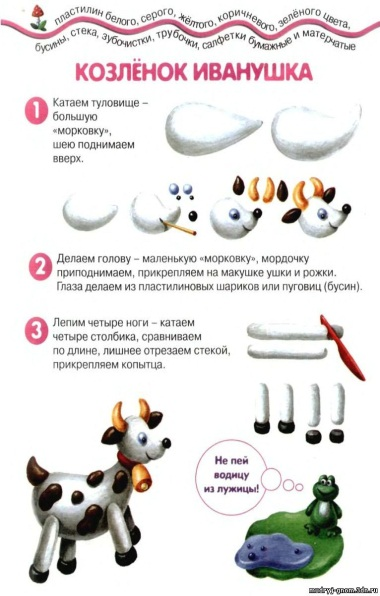 пластилин белого, серого, жёлтого, коричневого, зелёного цвета,
бусины, стека, зубочистки, трубочки, салфетки бумажные и матерчатые
КОЗЛЁНОК ИВАНУШКА
1 Катаем туловище –
большую
«морковку»,
шею поднимаем
вверх.
2 Делаем голову – маленькую «морковку», мордочку
приподнимаем, прикрепляем на макушке ушки и рожки.
Глаза делаем из пластилиновых шариков или пуговиц (бусин).
3 Лепим четыре ноги – катаем
четыре столбика, сравниваем
по длине, лишнее отрезаем стекой,
прикрепляем копытца.
Не пей
водицу
из лужицы!
mudryj-gnom.3dn.ru